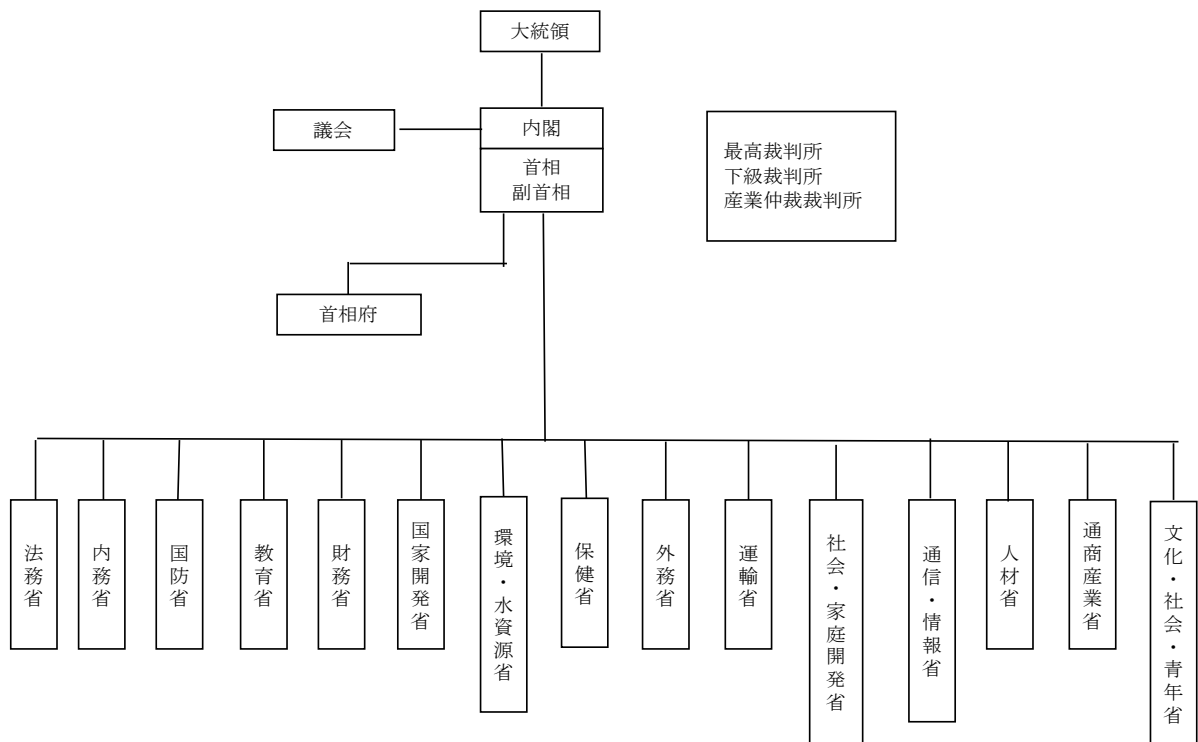 大統領
議会
内閣
首相
副首相
最高裁判所
下級裁判所
産業仲裁裁判所
首相府
法務省
内務省
国防省
教育省
財務省
国家開発省
環境・水資源省
保健省
外務省
運輸省
社会・家庭開発省
通信・情報省
人材省
通商産業省
文化・社会・青年省